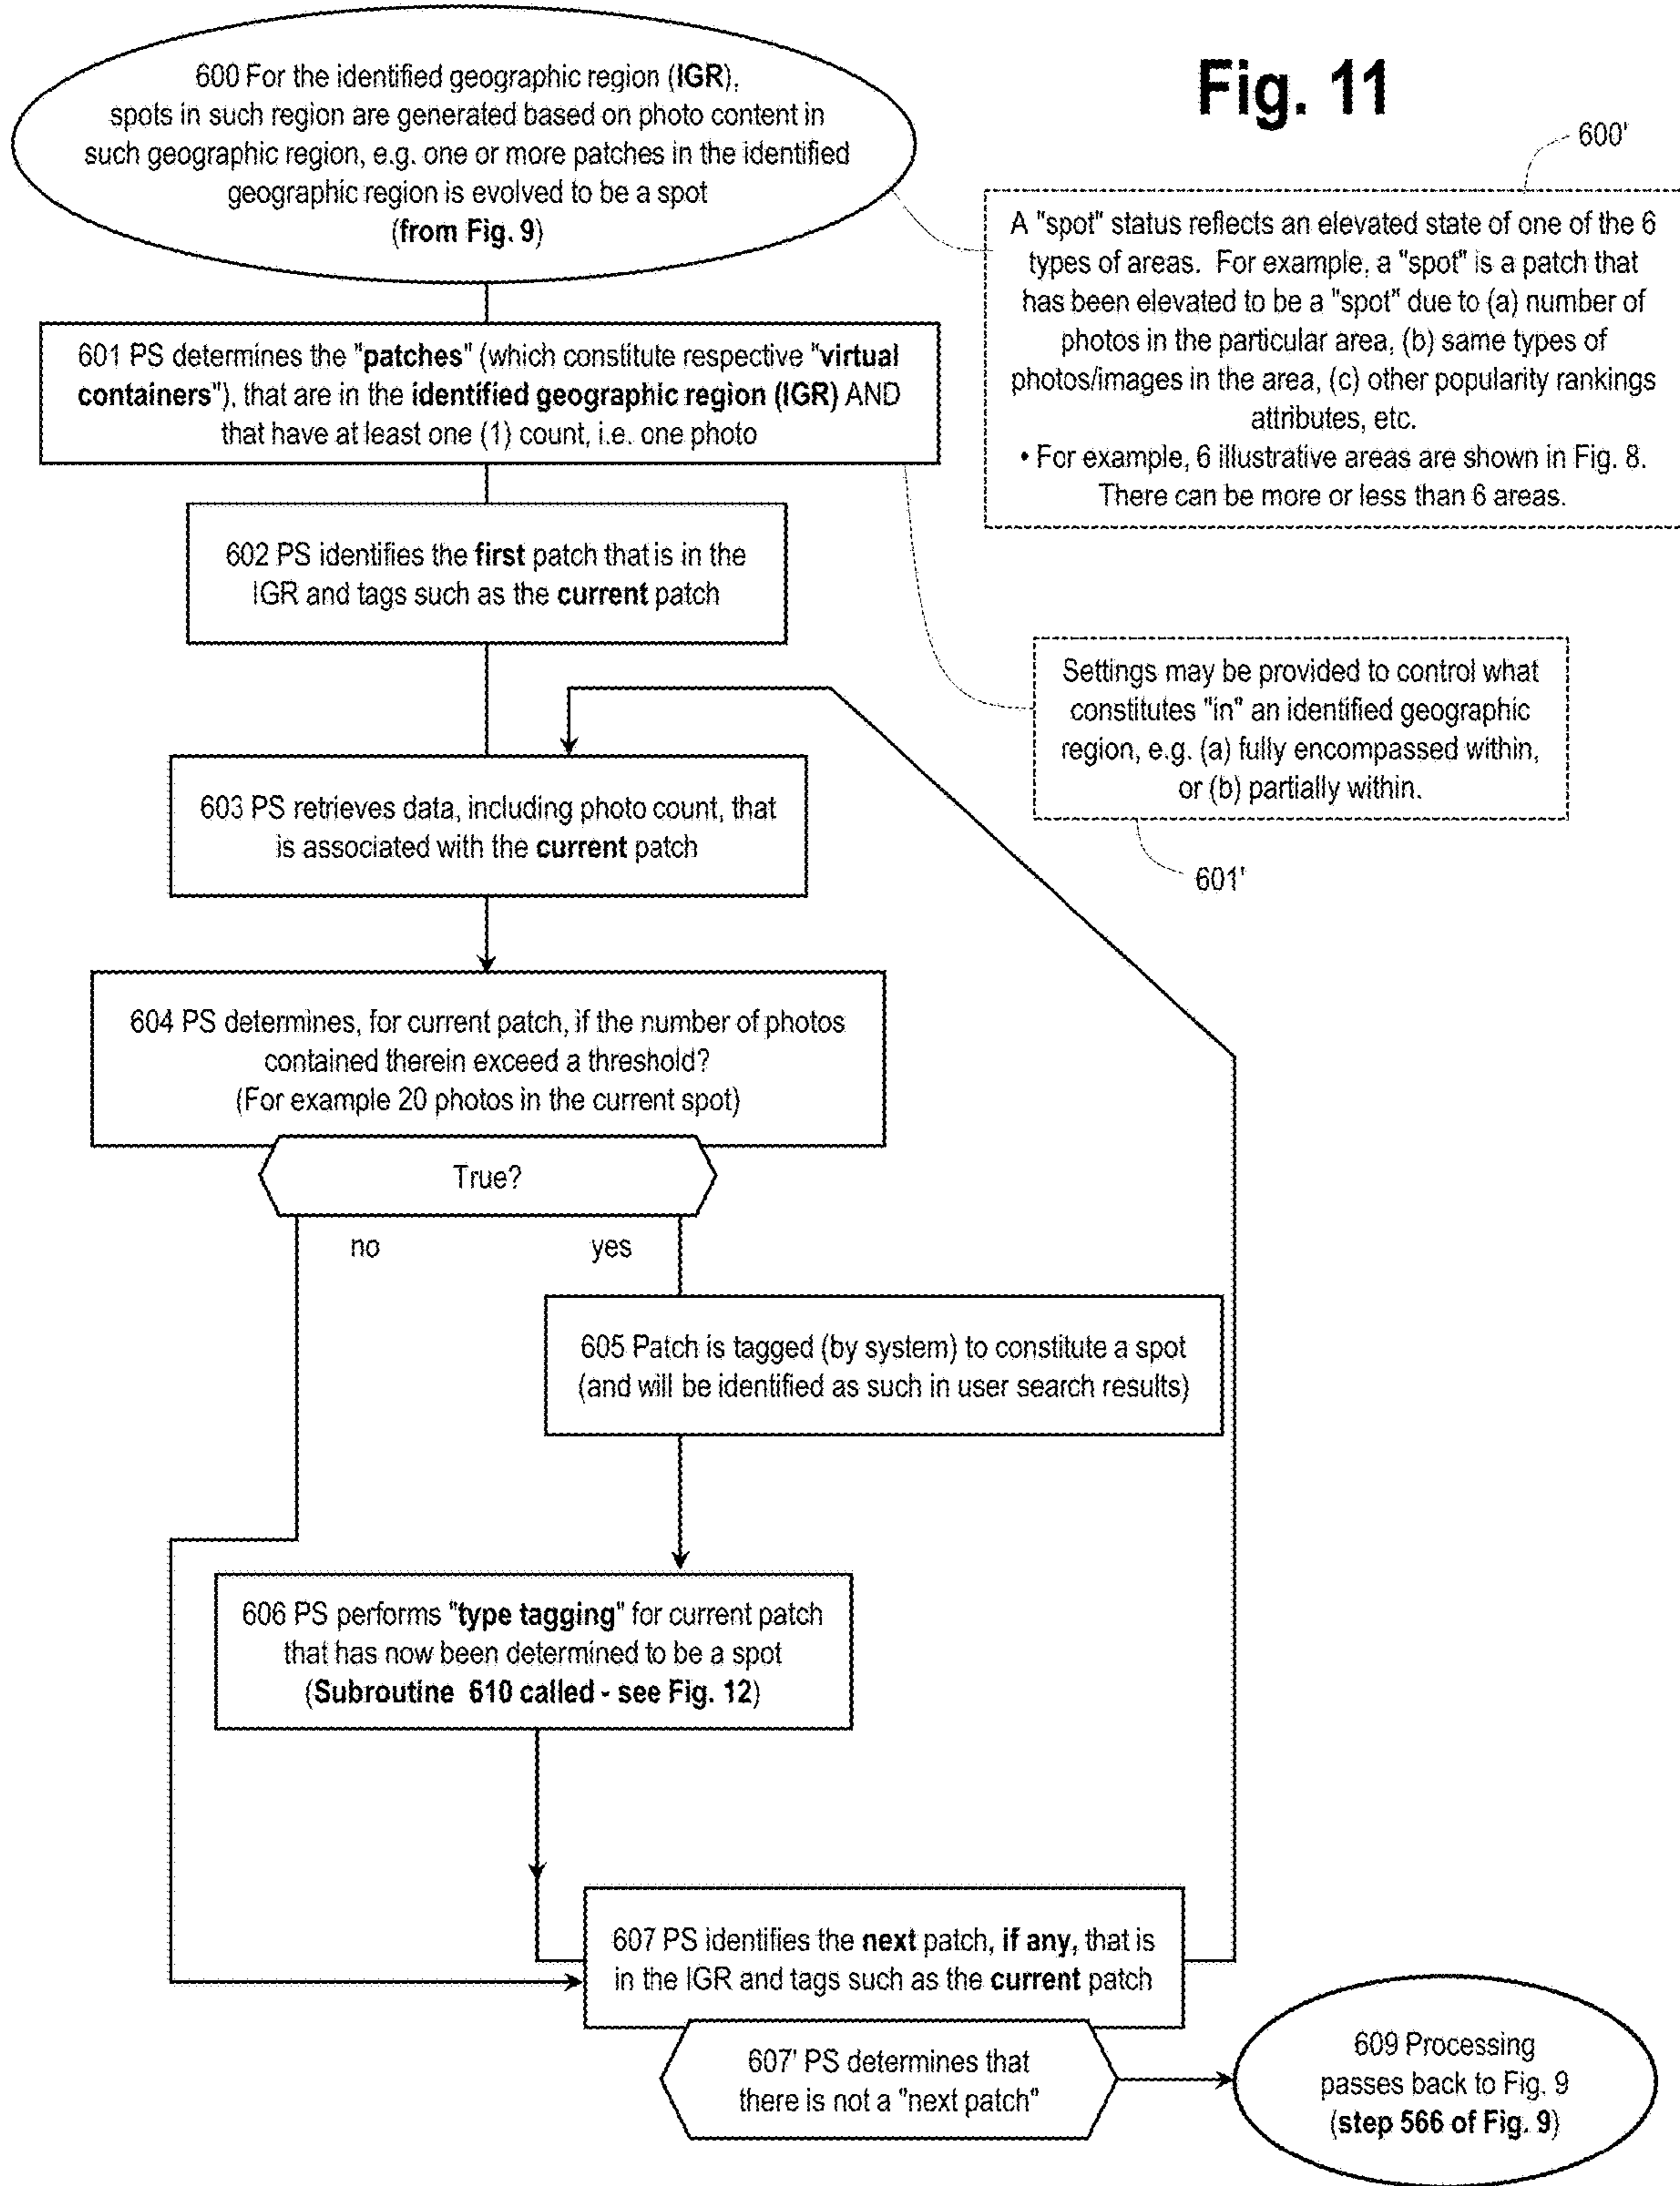 Fig. 11
600 For the identified geographic region (IGR),
spots in such region are generated based on photo content in
such geographic region, e.g. one or more patches in the identified
geographic region is evolved to be a spot
(from Fig. 9)
600'
A "spot" status reflects an elevated state of one of the 6
types of areas. For example, a "spot" is a patch that
has been elevated to be a "spot" due to (a) number of
photos in the particular area, (b) same types of
photos/images in the area, (c) other popularity rankings
attributes, etc.
• For example, 6 illustrative areas are shown in Fig. 8.
There can be more or less than 6 areas.
601 PS determines the "patches" (which constitute respective "virtual
containers"), that are in the identified geographic region (IGR) AND
that have at least one (1) count, i.e. one photo
602 PS identifies the first patch that is in the
IGR and tags such as the current patch
Settings may be provided to control what
constitutes "in" an identified geographic
region, e.g. (a) fully encompassed within,
or (b) partially within.
601'
603 PS retrieves data, including photo count, that
is associated with the current patch
604 PS determines, for current patch, if the number of photos
contained therein exceed a threshold?
(For example 20 photos in the current spot)
True?
no
yes
605 Patch is tagged (by system) to constitute a spot
(and will be identified as such in user search results)
606 PS performs "type tagging" for current patch
that has now been determined to be a spot
(Subroutine 610 called - see Fig. 12)
607 PS identifies the next patch, if any, that is
in the IGR and tags such as the current patch
607' PS determines that
there is not a "next patch"
609 Processing
passes back to Fig. 9
(step 566 of Fig. 9)